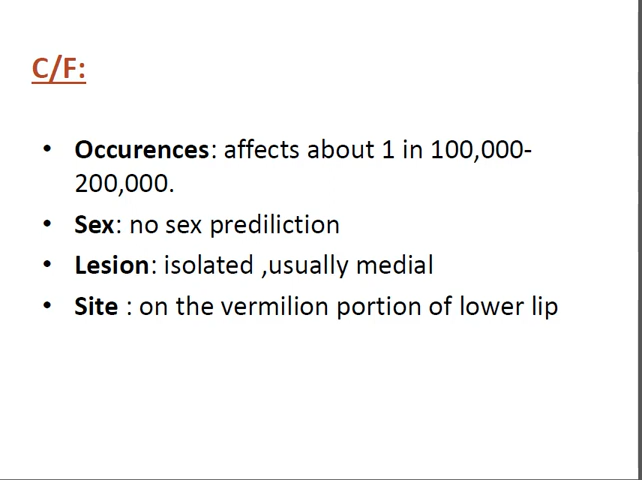 C/F:
• Occurences: affects about 1 in 100,000-
200,000.
• Sex: no sex prediliction
• Lesion: isolated ,usually medial
• Site : on the vermilion portion of lower lip